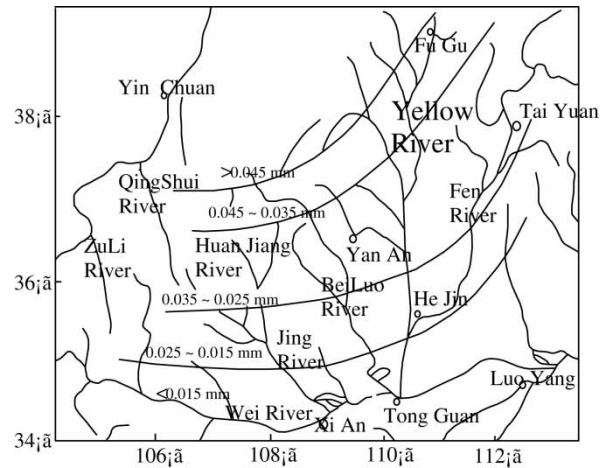 Fu Gu
Yin Chuan
38¡ã
Yellow
River
Tai Yuan
>0.045 mm
QingShui
River
Fen
River
0.045 ~ 0.035 mm
ZuLi
River
Huan Jiang
River
Yan An
36¡ã
BeiLuo
River
He Jin
0.035 ~ 0.025 mm
Jing
River
0.025 ~ 0.015 mm
Luo Yang
<0.015 mm
Wei River
Tong Guan
Xi An
34¡ã
106¡ã
108¡ã
110¡ã
112¡ã